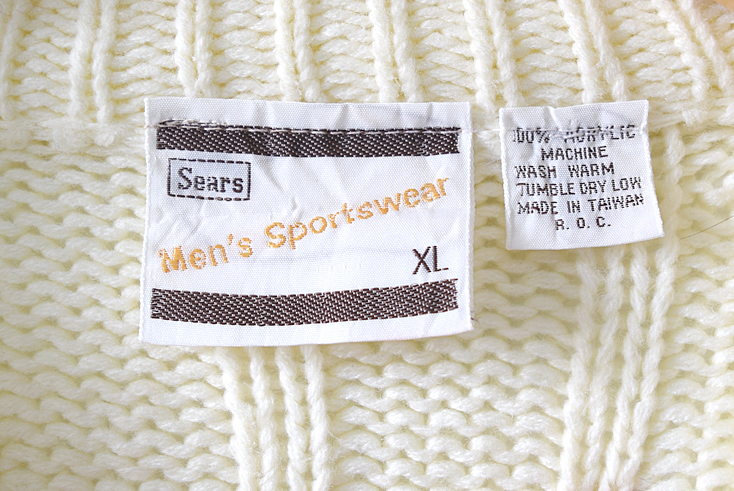 Sears
Men's Sportswear
XL
100% ACRYLIC
MACHINE
WASH WARM
TUMBLE DRY LOW
MADE IN TAIWAN
R. O. C.